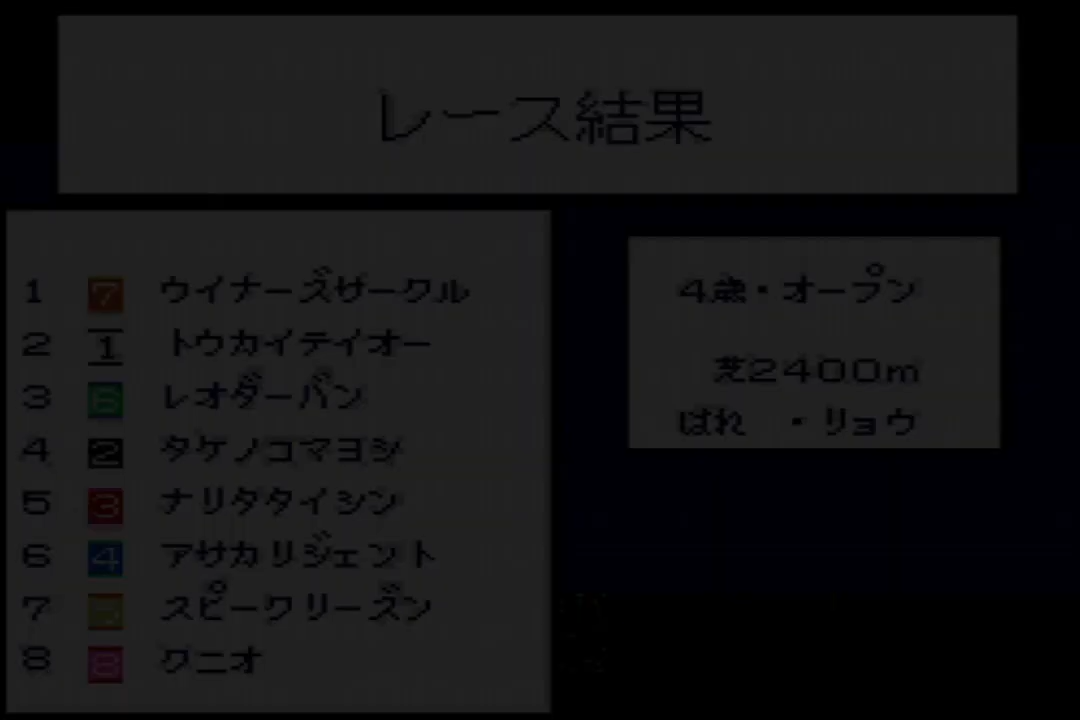 レース結果
1 7 ウイナーズサークル
2 1 トウカイテイオー
3 6 レオダーバン
4 2 タケノコマヨシ
5 3 ナリタタイシン
6 4 アサカリジェント
7 5 スピークリーズン
8 8 クニオ
4歳・オープン
芝2400m
はれ ・リョウ